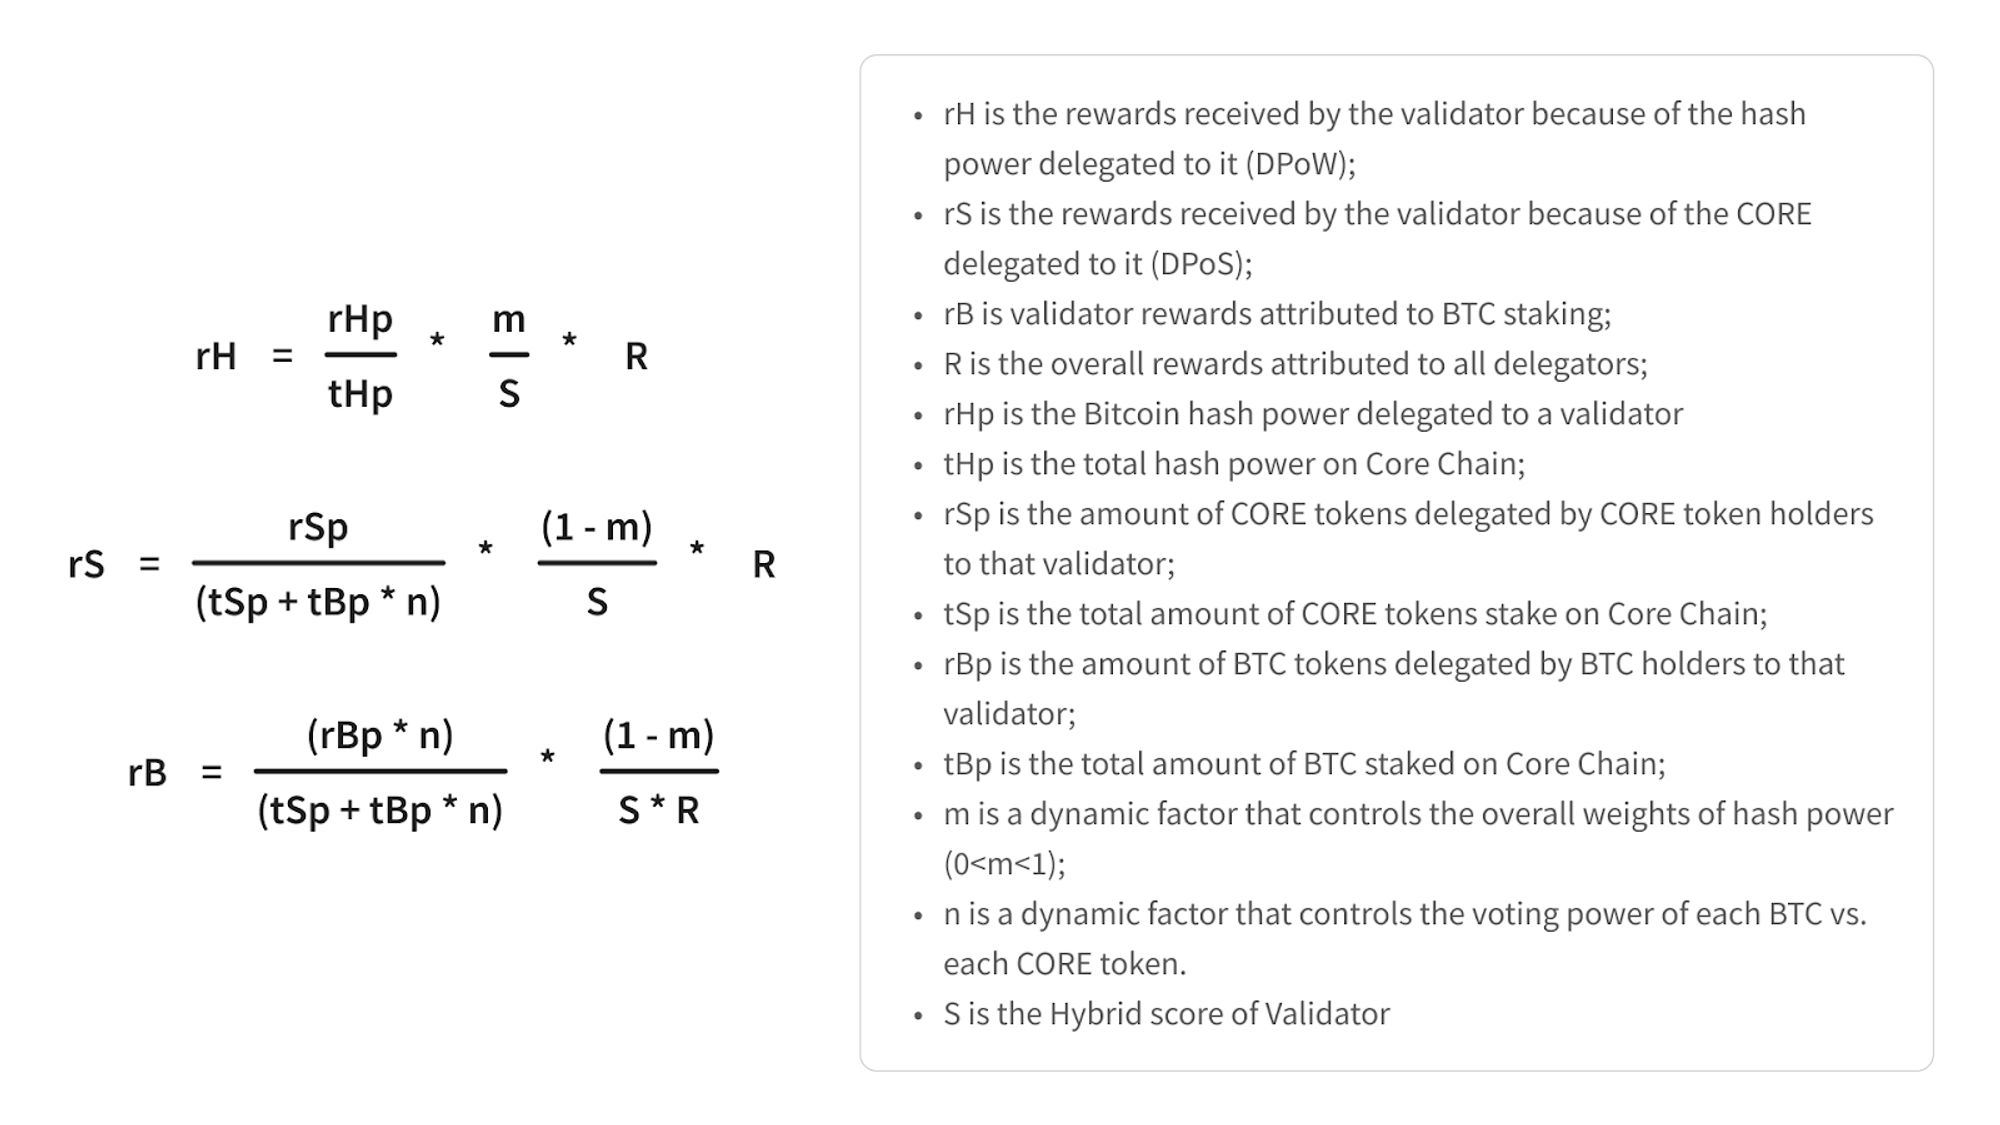 rH = rHp / tHp * m / S * R
rS = rSp / (tSp + tBp * n) * (1 - m) / S * R
rB = (rBp * n) / (tSp + tBp * n) * (1 - m) / S * R
• rH is the rewards received by the validator because of the hash
power delegated to it (DPoW);
• rS is the rewards received by the validator because of the CORE
delegated to it (DPoS);
• rB is validator rewards attributed to BTC staking;
• R is the overall rewards attributed to all delegators;
• rHp is the Bitcoin hash power delegated to a validator
• tHp is the total hash power on Core Chain;
• rSp is the amount of CORE tokens delegated by CORE token holders
to that validator;
• tSp is the total amount of CORE tokens stake on Core Chain;
• rBp is the amount of BTC tokens delegated by BTC holders to that
validator;
• tBp is the total amount of BTC staked on Core Chain;
• m is a dynamic factor that controls the overall weights of hash power
(0<m<1);
• n is a dynamic factor that controls the voting power of each BTC vs.
each CORE token.
• S is the Hybrid score of Validator